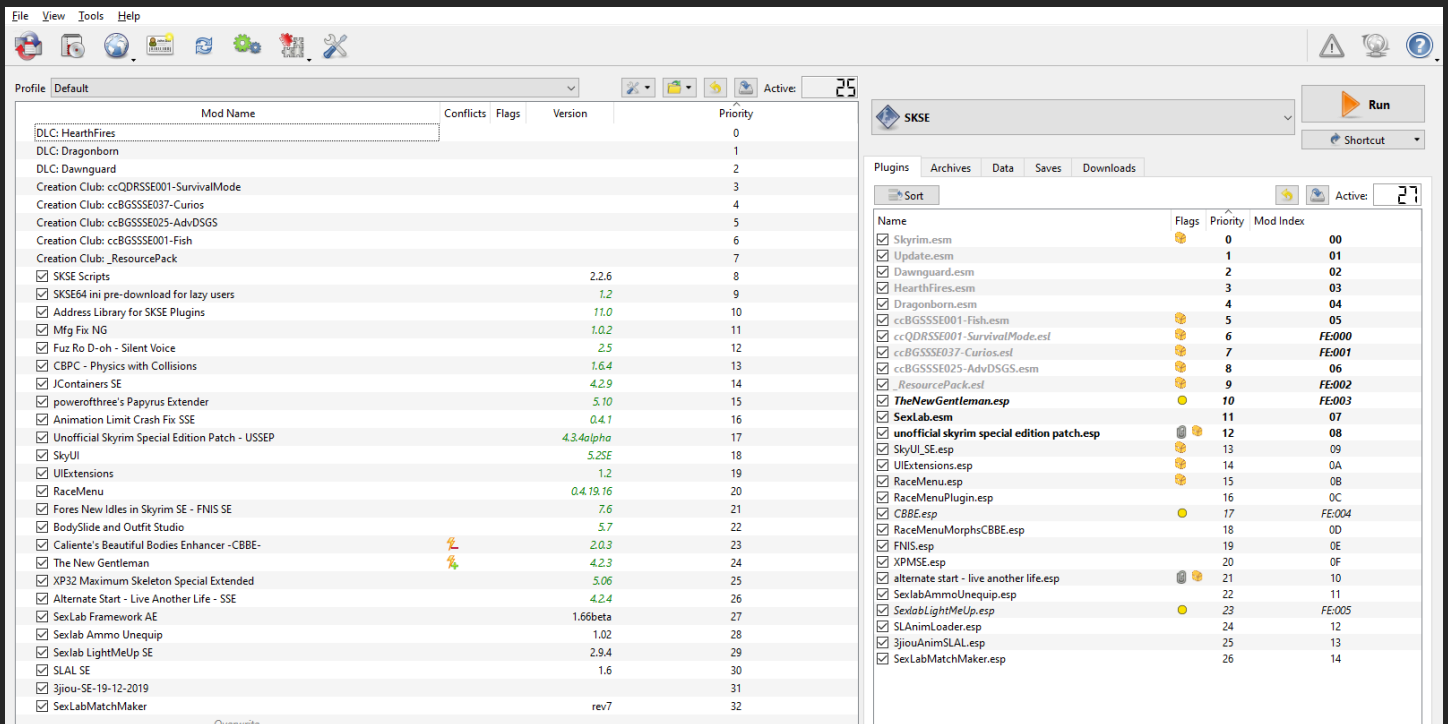 File View Tools Help
Profile Default Active: 25
Mod Name Conflicts Flags Version Priority
DLC: HearthFires 0
DLC: Dragonborn 1
DLC: Dawnguard 2
Creation Club: ccQDRSSE001-SurvivalMode 3
Creation Club: ccBGSSSE037-Curios 4
Creation Club: ccBGSSSE025-AdvDSGS 5
Creation Club: ccBGSSSE001-Fish 6
Creation Club: _ResourcePack 7
SKSE Scripts 2.2.6 8
SKSE64 ini pre-download for lazy users 1.2 9
Address Library for SKSE Plugins 11.0 10
Mfg Fix NG 1.0.2 11
Fuz Ro D-oh - Silent Voice 2.5 12
CBPC - Physics with Collisions 1.6.4 13
JContainers SE 4.2.9 14
powerofthree's Papyrus Extender 5.10 15
Animation Limit Crash Fix SSE 0.4.1 16
Unofficial Skyrim Special Edition Patch - USSEP 4.3.4alpha 17
SkyUI 5.2SE 18
UIExtensions 1.2 19
RaceMenu 0.4.19.16 20
Fores New Idles in Skyrim SE - FNIS SE 7.6 21
BodySlide and Outfit Studio 5.7 22
Caliente's Beautiful Bodies Enhancer -CBBE- 2.0.3 23
The New Gentleman 4.2.3 24
XP32 Maximum Skeleton Special Extended 5.06 25
Alternate Start - Live Another Life - SSE 4.2.4 26
SexLab Framework AE 1.66beta 27
Sexlab Ammo Unequip 1.02 28
Sexlab LightMeUp SE 2.9.4 29
SLAL SE 1.6 30
3jiou-SE-19-12-2019 31
SexLabMatchMaker rev7 32
Overwrite
SKSE
Run
Shortcut
Plugins Archives Data Saves Downloads
Sort Active: 27
Name Flags Priority Mod Index
Skyrim.esm 0 00
Update.esm 1 01
Dawnguard.esm 2 02
HearthFires.esm 3 03
Dragonborn.esm 4 04
ccBGSSSE001-Fish.esm 5 05
ccQDRSSE001-SurvivalMode.esl 6 FE:000
ccBGSSSE037-Curios.esl 7 FE:001
ccBGSSSE025-AdvDSGS.esm 8 06
_ResourcePack.esl 9 FE:002
TheNewGentleman.esp 10 FE:003
SexLab.esm 11 07
unofficial skyrim special edition patch.esp 12 08
SkyUI_SE.esp 13 09
UIExtensions.esp 14 0A
RaceMenu.esp 15 0B
RaceMenuPlugin.esp 16 0C
CBBE.esp 17 FE:004
RaceMenuMorphsCBBE.esp 18 0D
FNIS.esp 19 0E
XPMSE.esp 20 0F
alternate start - live another life.esp 21 10
SexlabAmmoUnequip.esp 22 11
SexlabLightMeUp.esp 23 FE:005
SLAnimLoader.esp 24 12
3jiouAnimSLAL.esp 25 13
SexLabMatchMaker.esp 26 14